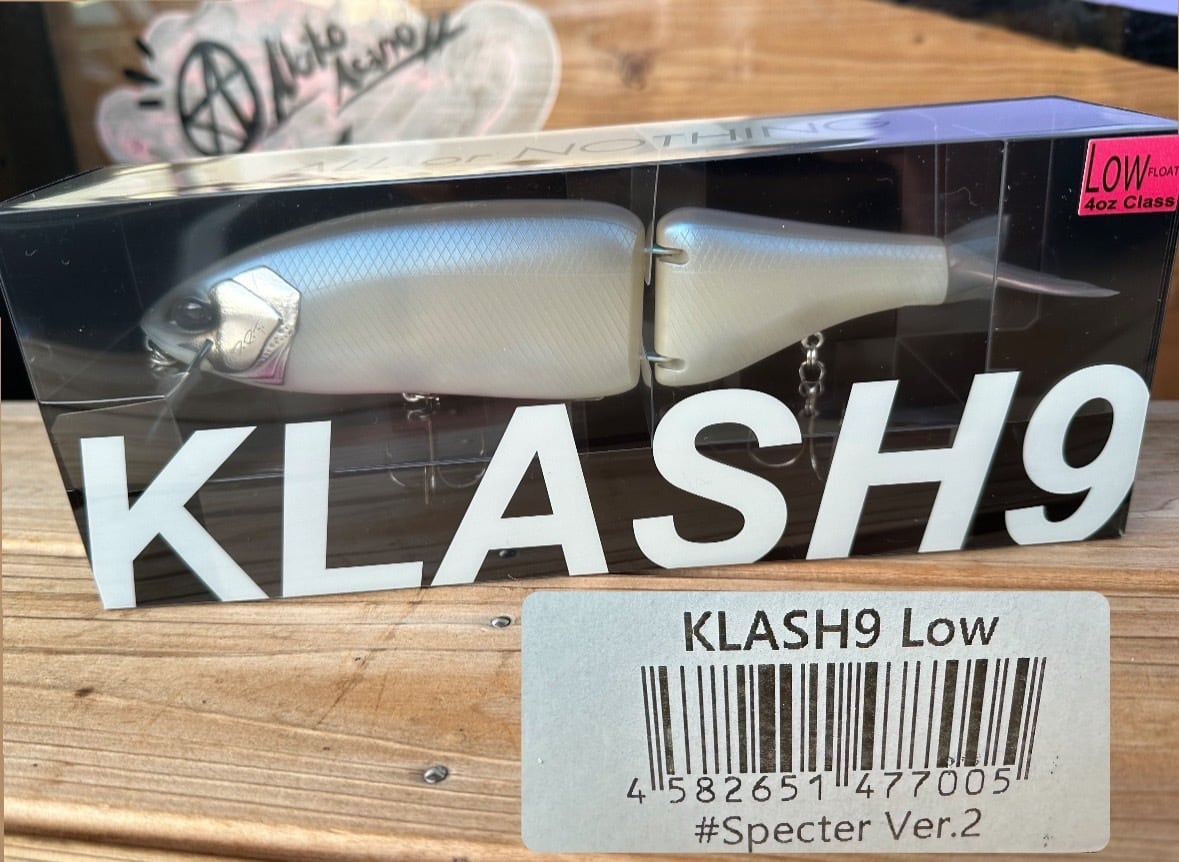 ALL or NOTHING
LOW FLOAT
4oz Class
KLASH9
KLASH9 Low
4 582651 477005
#Specter Ver.2